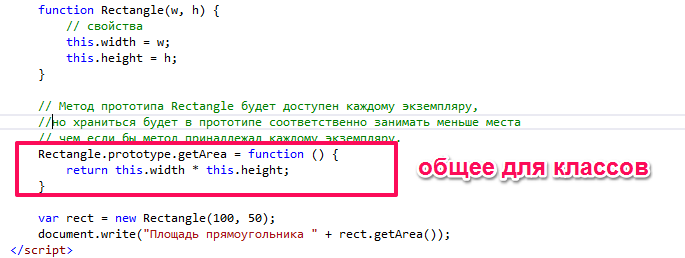 function Rectangle(w, h) {
// свойства
this.width = w;
this.height = h;
}
// Метод прототипа Rectangle будет доступен каждому экземпляру,
//но храниться будет в прототипе соответственно занимать меньше места
// чем если бы метод принадлежал каждому экземпляру.
Rectangle.prototype.getArea = function () {
return this.width * this.height;
}
общее для классов
var rect = new Rectangle(100, 50);
document.write("Площадь прямоугольника " + rect.getArea());
</script>